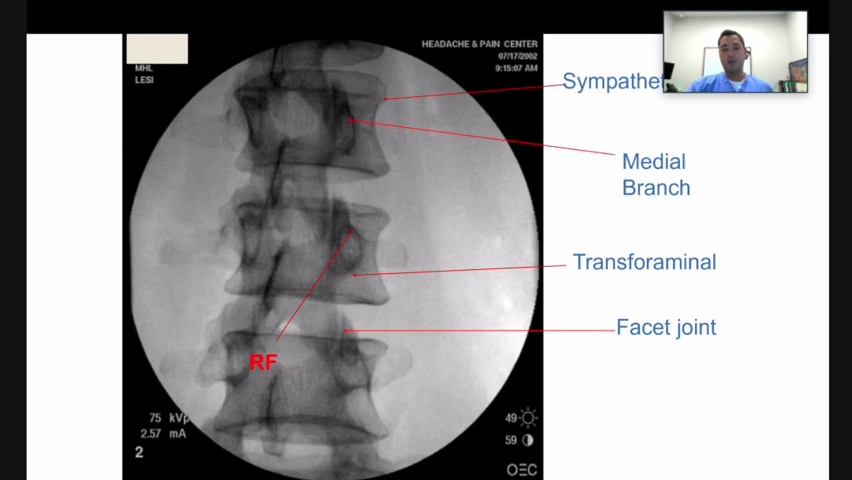 HEADACHE & PAIN CENTER
07/17/2002
9:15:07 AM
MHL
LESI
Medial
Branch
Transforaminal
Facet joint
RF
75 kVp
2.57 mA
2
49
59
OEC